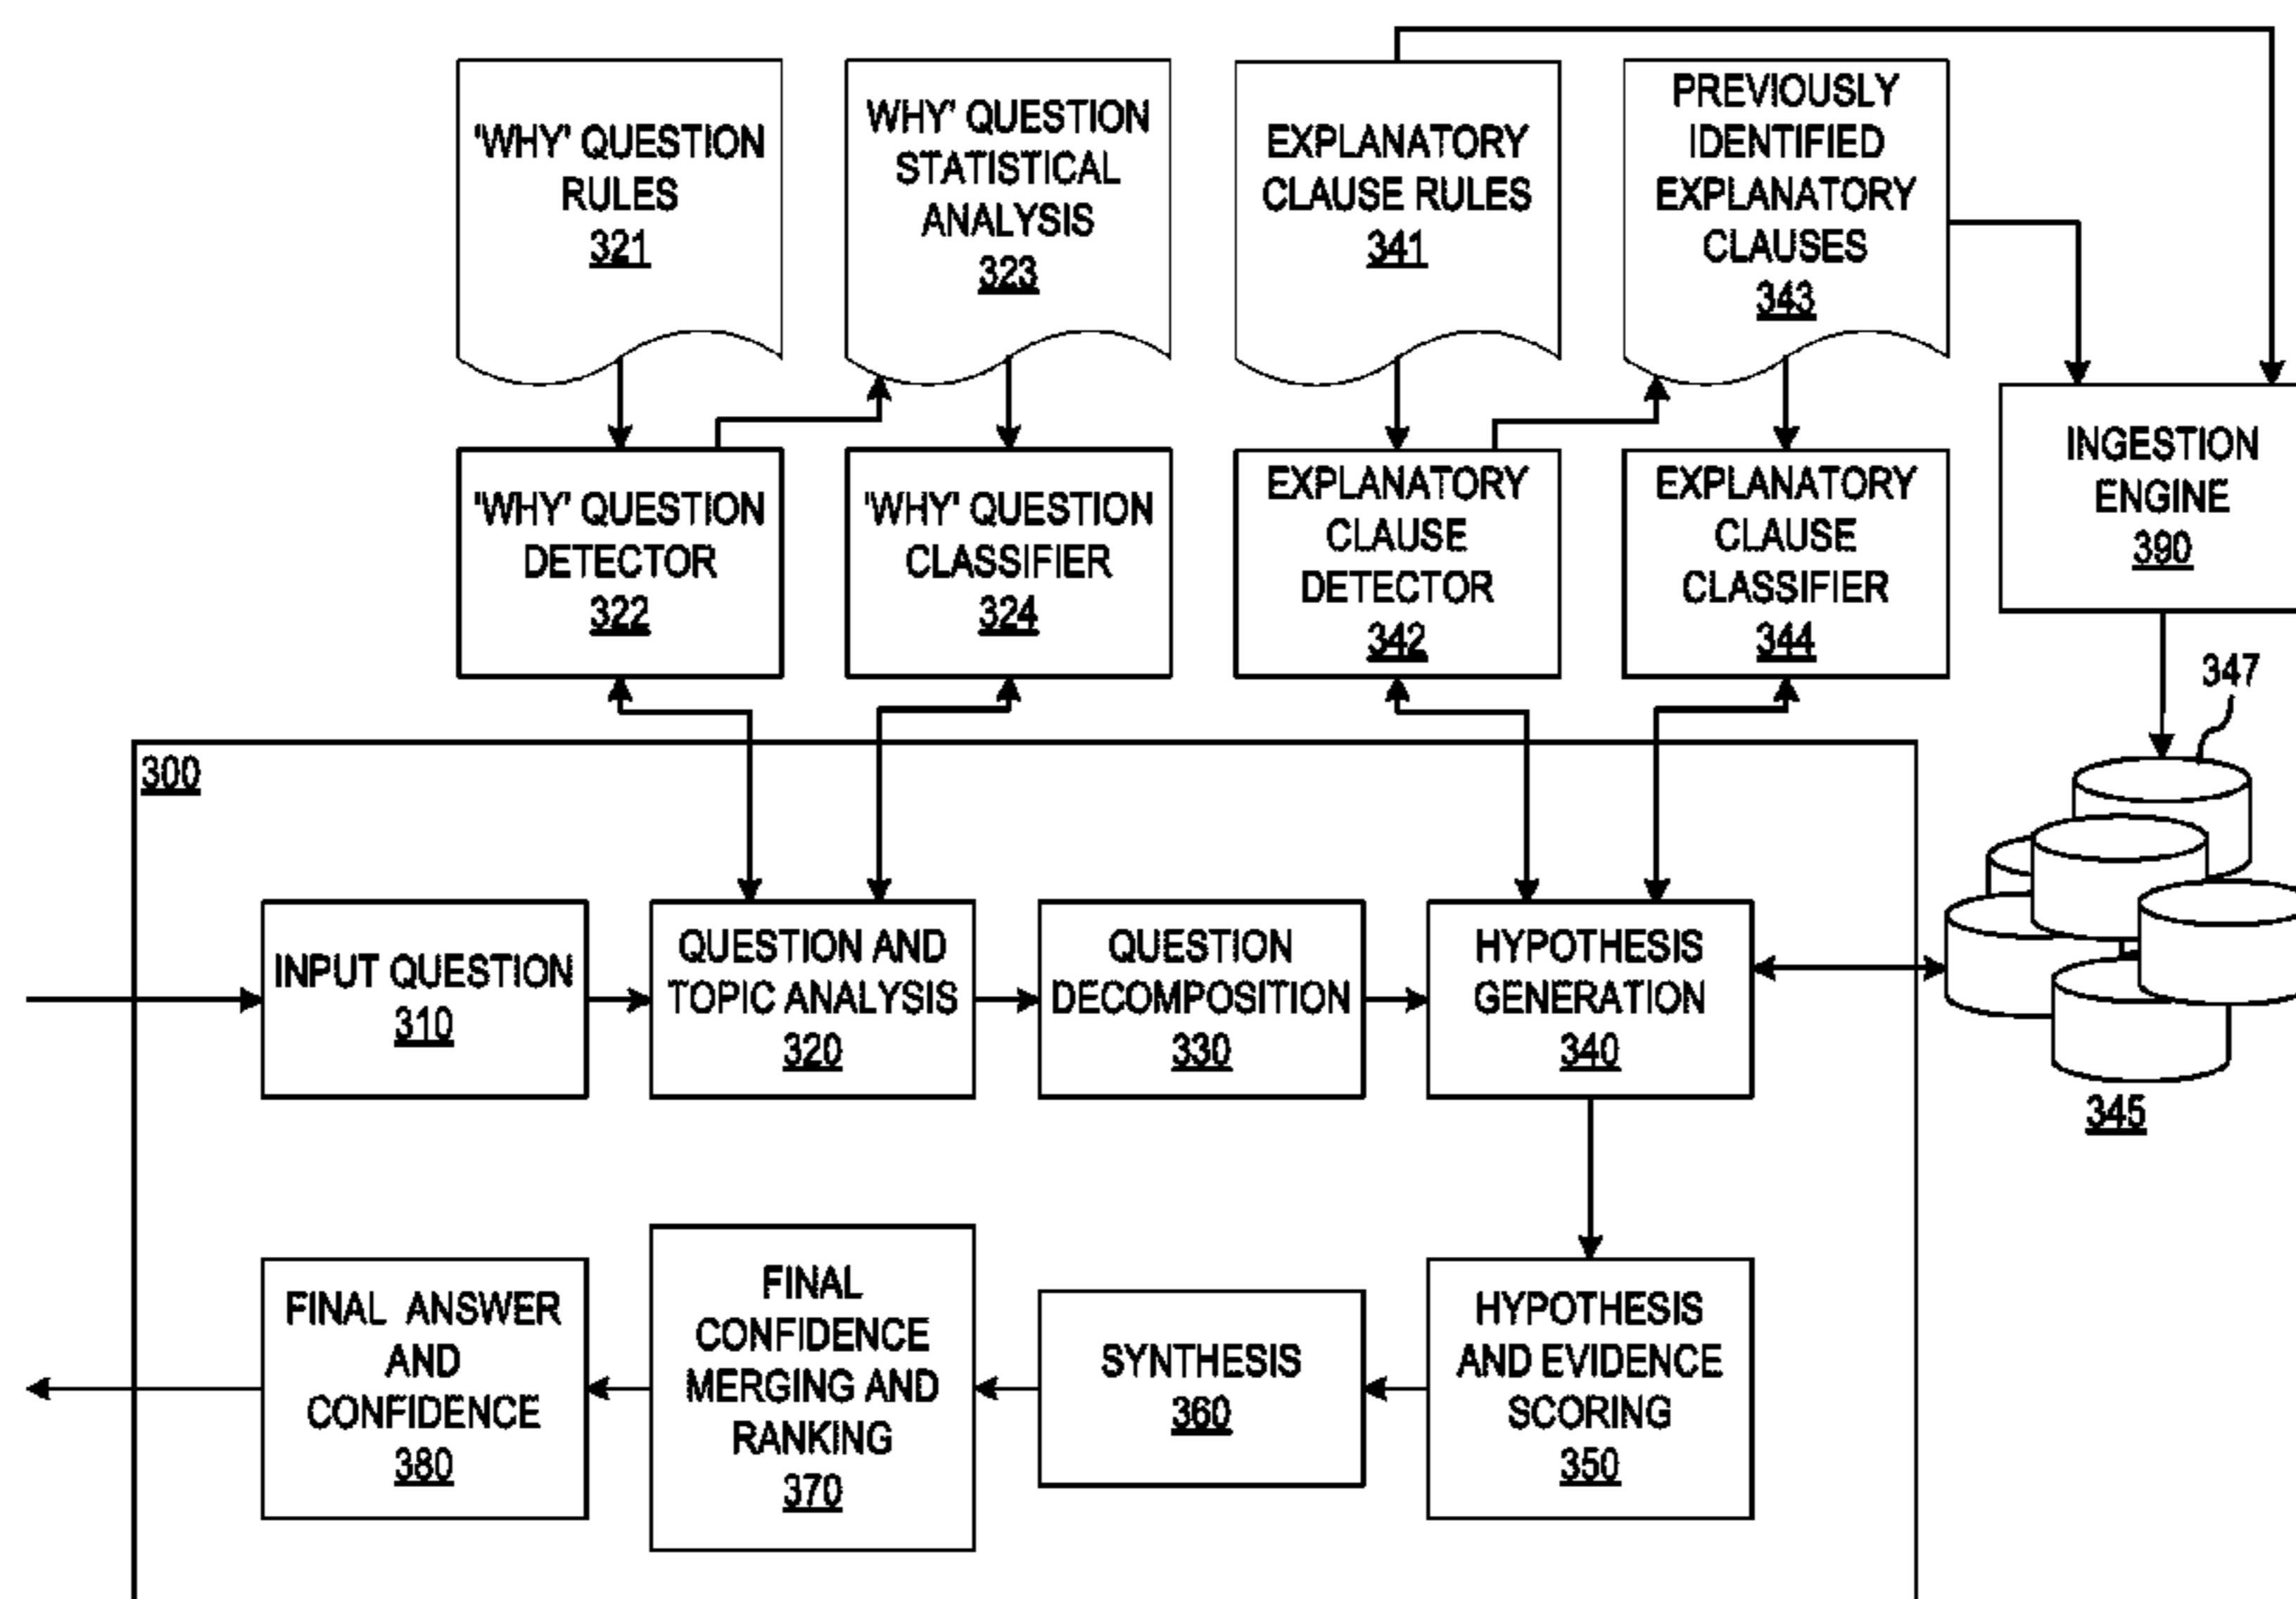 'WHY' QUESTION
RULES
321
WHY' QUESTION
STATISTICAL
ANALYSIS
323
EXPLANATORY
CLAUSE RULES
341
PREVIOUSLY
IDENTIFIED
EXPLANATORY
CLAUSES
343
'WHY' QUESTION
DETECTOR
322
'WHY' QUESTION
CLASSIFIER
324
EXPLANATORY
CLAUSE
DETECTOR
342
EXPLANATORY
CLAUSE
CLASSIFIER
344
INGESTION
ENGINE
390
347
300
INPUT QUESTION
310
QUESTION AND
TOPIC ANALYSIS
320
QUESTION
DECOMPOSITION
330
HYPOTHESIS
GENERATION
340
345
FINAL ANSWER
AND
CONFIDENCE
380
FINAL
CONFIDENCE
MERGING AND
RANKING
370
SYNTHESIS
360
HYPOTHESIS
AND EVIDENCE
SCORING
350